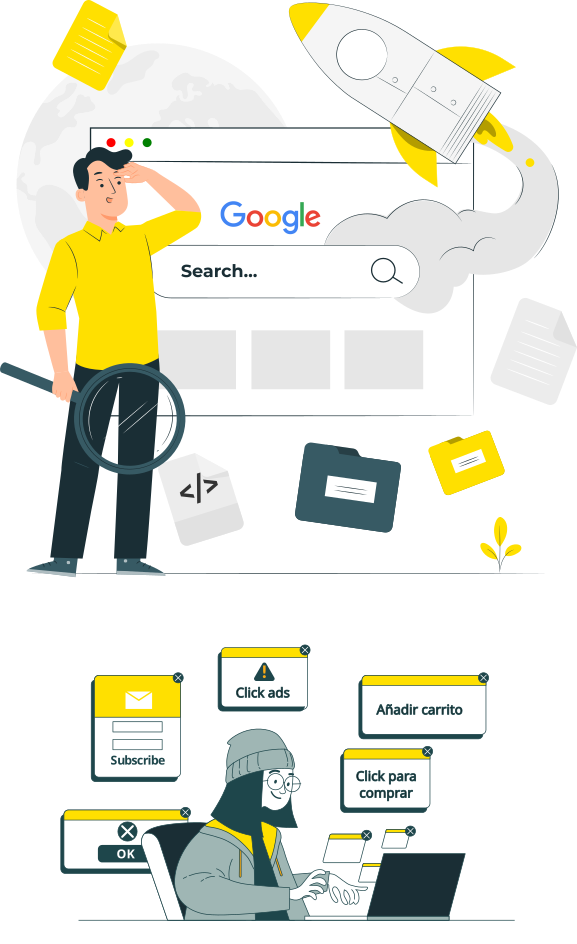 Google
Search...
</>
Click ads
Añadir carrito
Subscribe
Click para
comprar
OK